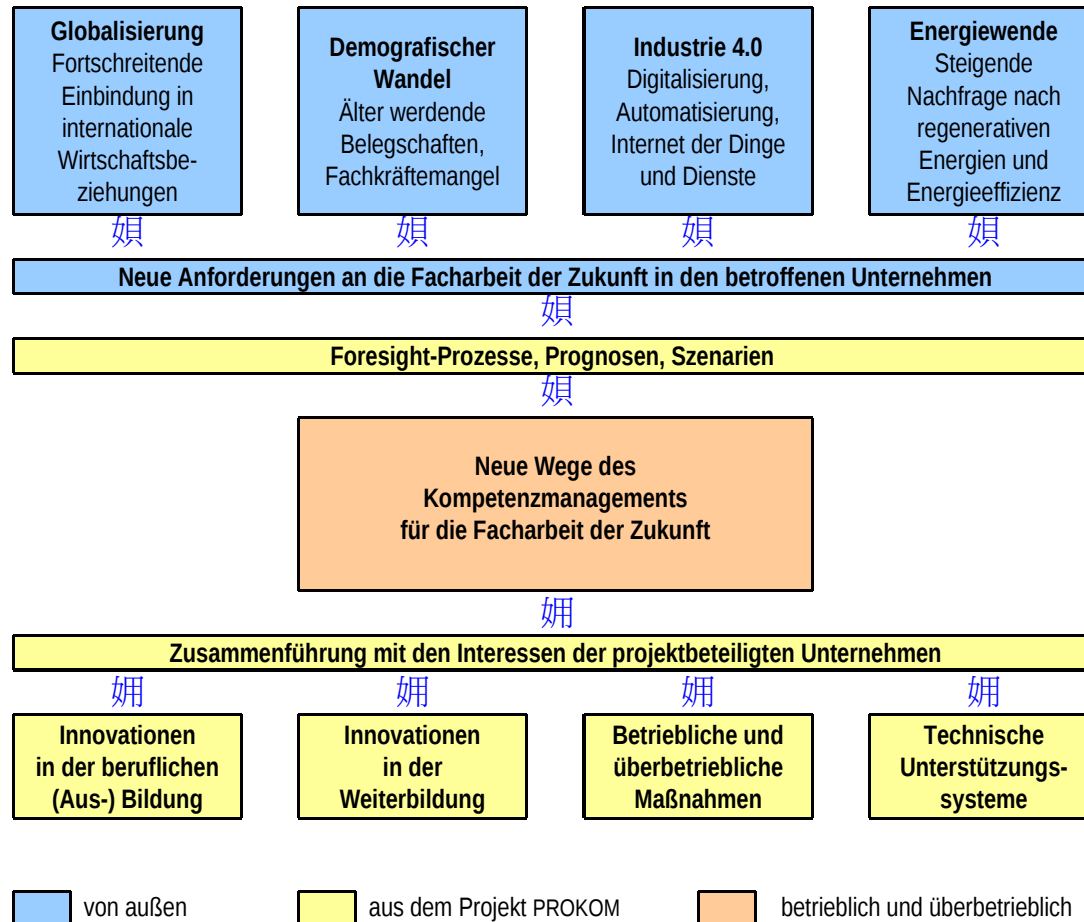 Globalisierung
Fortschreitende
Einbindung in
internationale
Wirtschaftsbe-
ziehungen
Demografischer
Wandel
Älter werdende
Belegschaften,
Fachkräftemangel
Industrie 4.0
Digitalisierung,
Automatisierung,
Internet der Dinge
und Dienste
Energiewende
Steigende
Nachfrage nach
regenerativen
Energien und
Energieeffizienz
Neue Anforderungen an die Facharbeit der Zukunft in den betroffenen Unternehmen
Foresight-Prozesse, Prognosen, Szenarien
Neue Wege des
Kompetenzmanagements
für die Facharbeit der Zukunft
Zusammenführung mit den Interessen der projektbeteiligten Unternehmen
Innovationen
in der beruflichen
(Aus-) Bildung
Innovationen
in der
Weiterbildung
Betriebliche und
überbetriebliche
Maßnahmen
Technische
Unterstützungs-
systeme
von außen
aus dem Projekt PROKOM
betrieblich und überbetrieblich